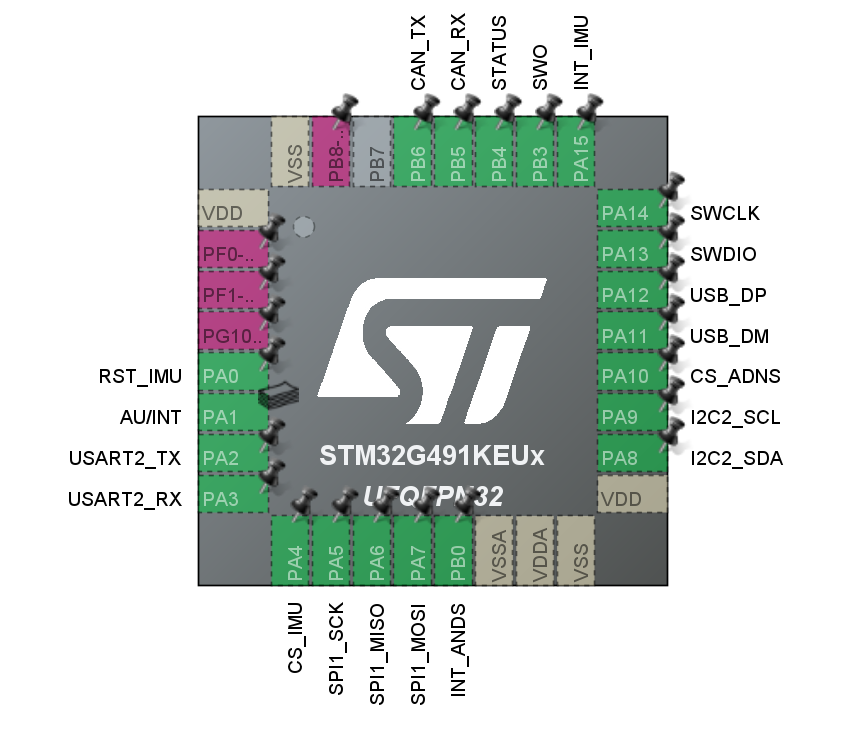 CAN_TX
CAN_RX
STATUS
SWO
INT_IMU
VSS
PB8-..
PB7
PB6
PB5
PB4
PB3
PA15
VDD
PF0-..
PF1-..
PG10..
RST_IMU PA0
AU/INT PA1
USART2_TX PA2
USART2_RX PA3
PA14 SWCLK
PA13 SWDIO
PA12 USB_DP
PA11 USB_DM
PA10 CS_ADNS
PA9 I2C2_SCL
PA8 I2C2_SDA
VDD
ST
STM32G491KEUx
UFQFPN32
PA4
PA5
PA6
PA7
PB0
VSSA
VDDA
VSS
CS_IMU
SPI1_SCK
SPI1_MISO
SPI1_MOSI
INT_ANDS